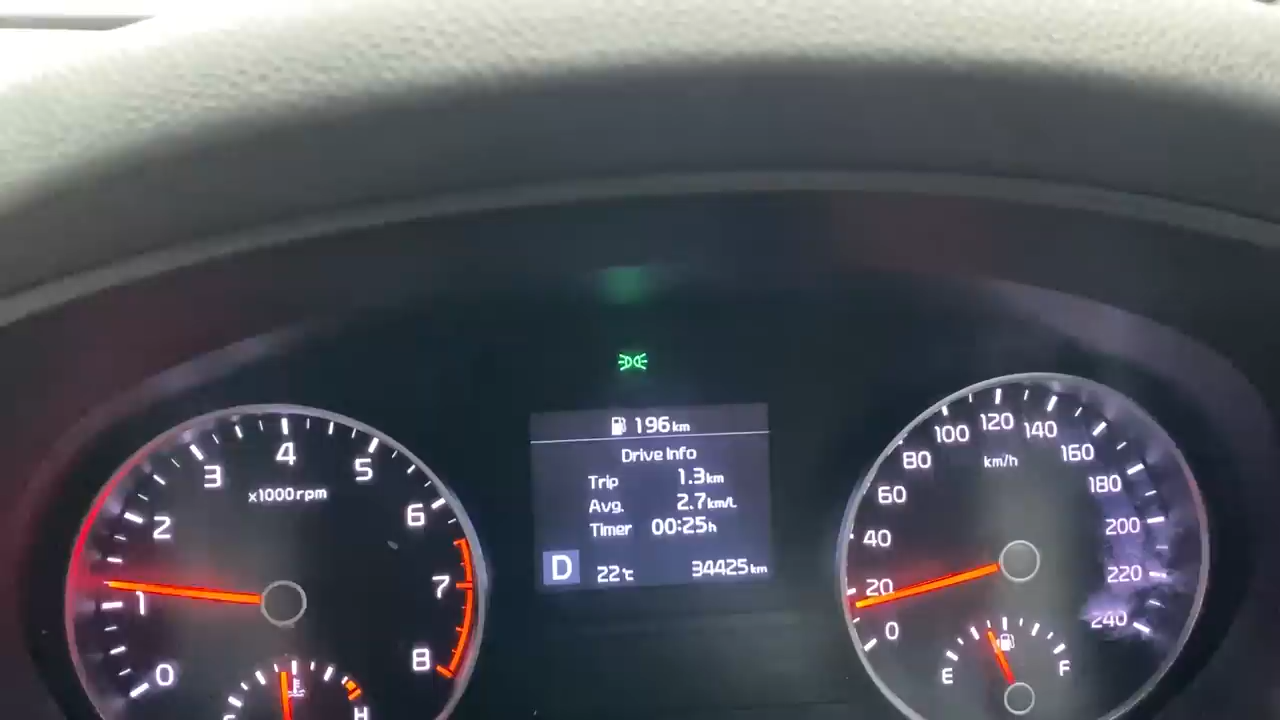 196km
Drive Info
Trip 1.3km
Avg. 2.7km/L
Timer 00:25h
D 22℃ 34425km
0
1
2
3
4
5
6
7
8
x1000rpm
H
0
20
40
60
80
100
120
140
160
180
200
220
240
km/h
E
F